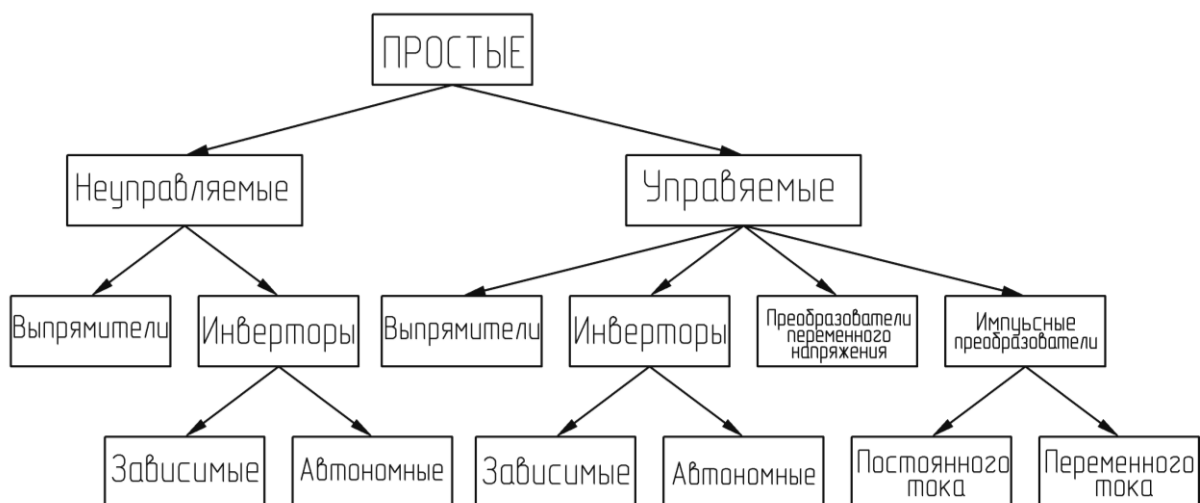 ПРОСТЫЕ
Неуправляемые
Управяемые
Выпрямители
Инверторы
Выпрямители
Инверторы
Преобразователи
переменного
напряжения
Импуьсные
преобразователи
Зависимые
Автономные
Зависимые
Автономные
Постоянного
тока
Переменного
тока